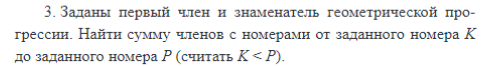 3. Заданы первый член и знаменатель геометрической про-
грессии. Найти сумму членов с номерами от заданного номера K
до заданного номера P (считать K < P).